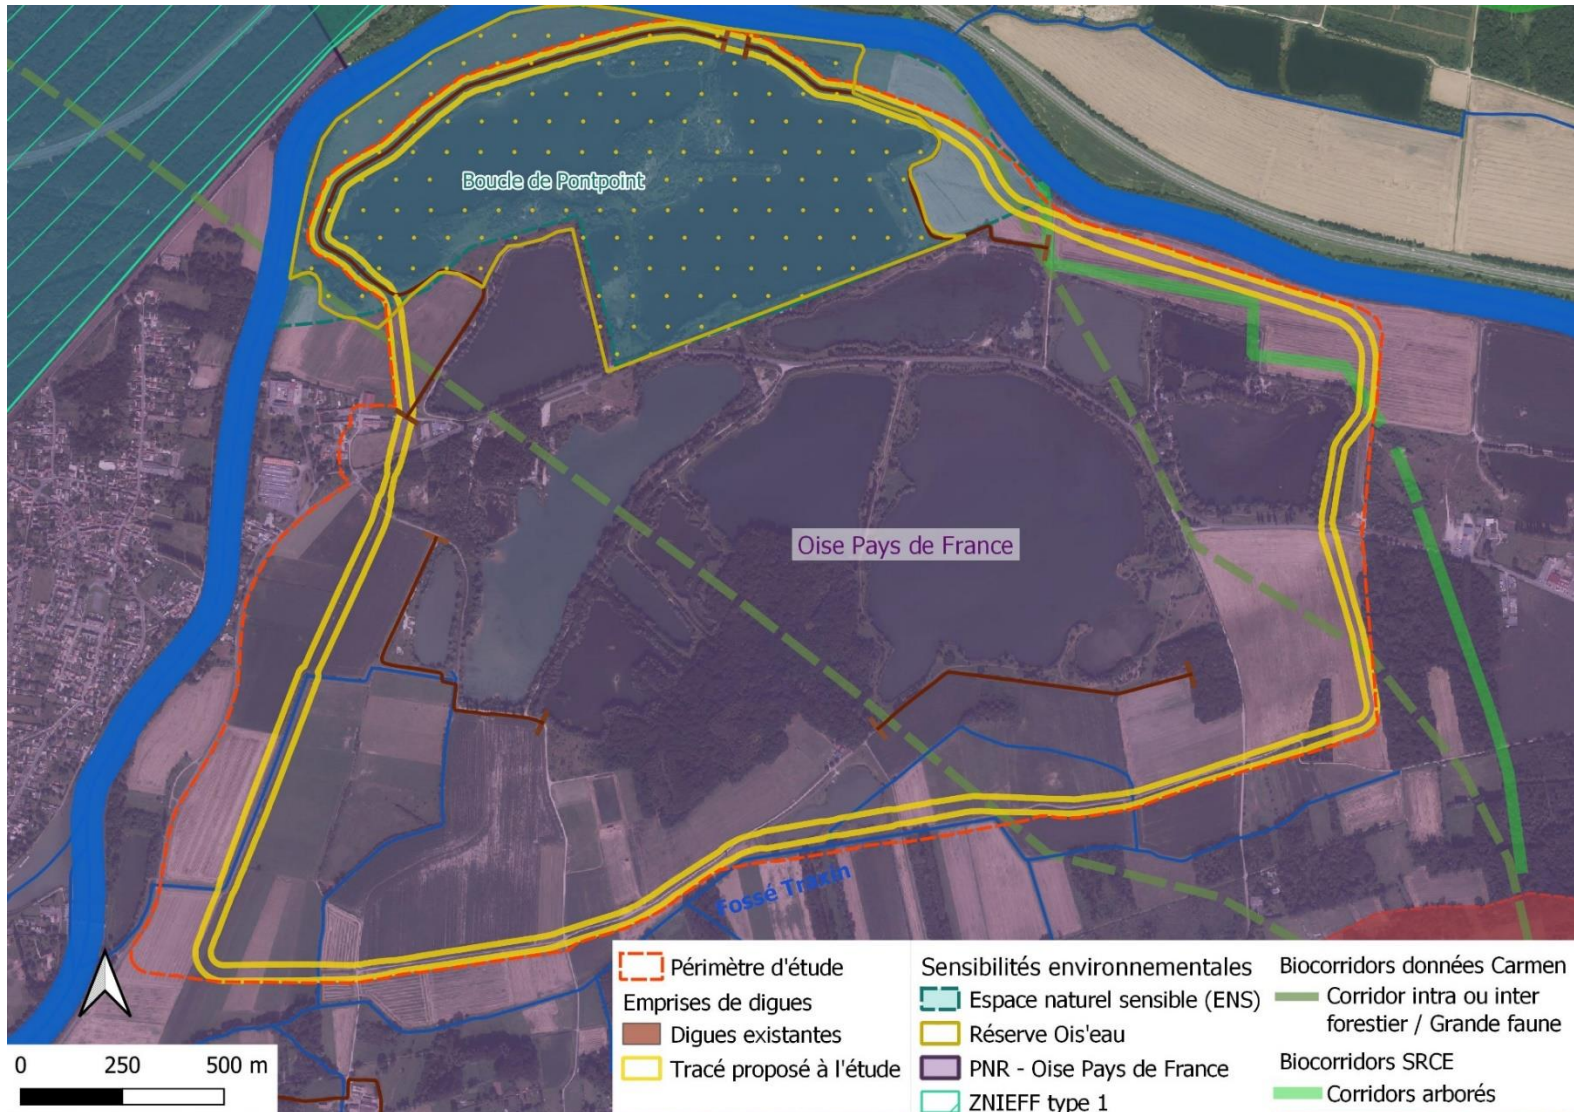 Boucle de Pontpoint
Oise Pays de France
Fossé Traxin
0 250 500 m
Périmètre d'étude
Emprises de digues
Digues existantes
Tracé proposé à l'étude
Sensibilités environnementales
Espace naturel sensible (ENS)
Réserve Ois'eau
PNR - Oise Pays de France
ZNIEFF type 1
Biocorridors données Carmen
Corridor intra ou inter
forestier / Grande faune
Biocorridors SRCE
Corridors arborés